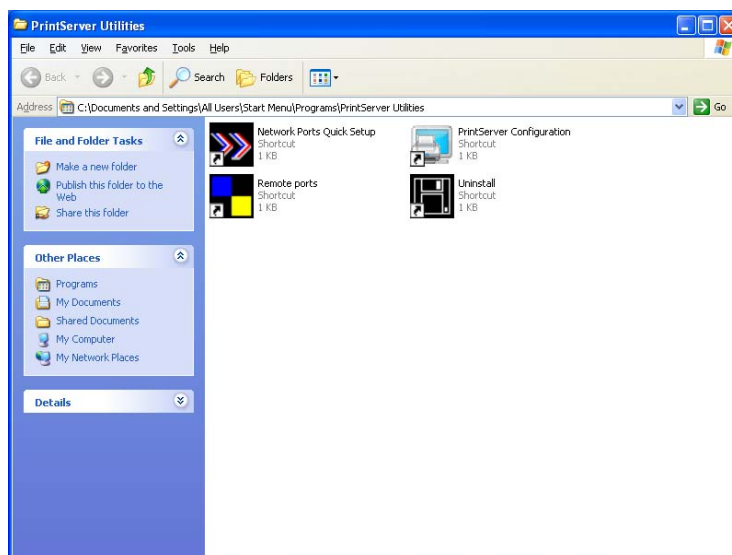 PrintServer Utilities
File Edit View Favorites Tools Help
Back Search Folders
Address C:\Documents and Settings\All Users\Start Menu\Programs\PrintServer Utilities Go
File and Folder Tasks
Make a new folder
Publish this folder to the
Web
Share this folder
Other Places
Programs
My Documents
Shared Documents
My Computer
My Network Places
Details
Network Ports Quick Setup
Shortcut
1 KB
PrintServer Configuration
Shortcut
1 KB
Remote ports
Shortcut
1 KB
Uninstall
Shortcut
1 KB